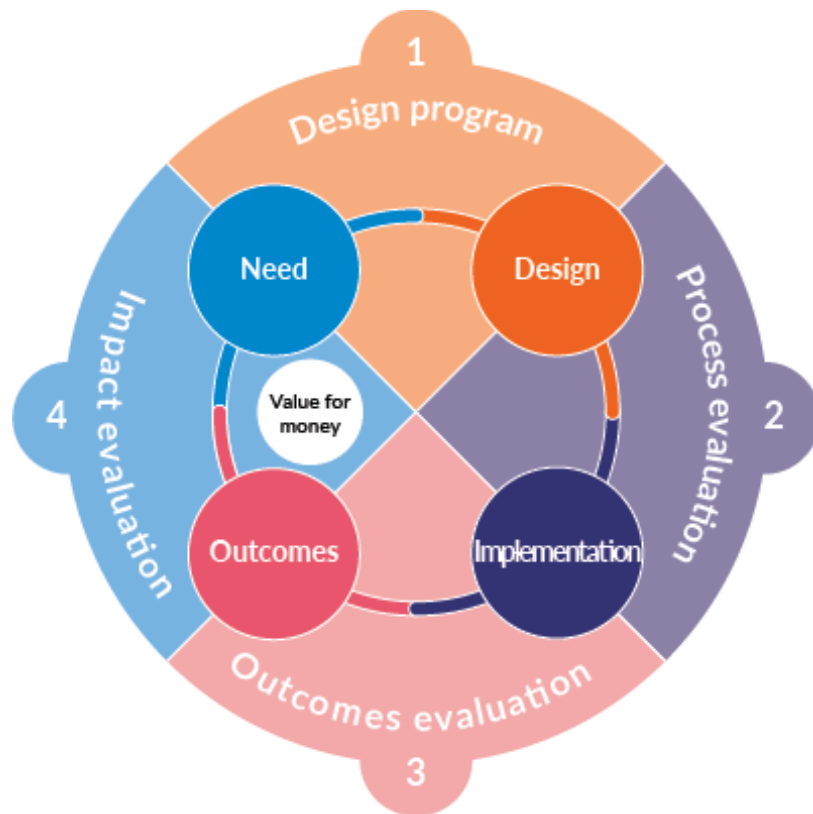 1
Design program
Need
Design
Process evaluation
2
Impact evaluation
4
Value for
money
Outcomes
Implementation
Outcomes evaluation
3